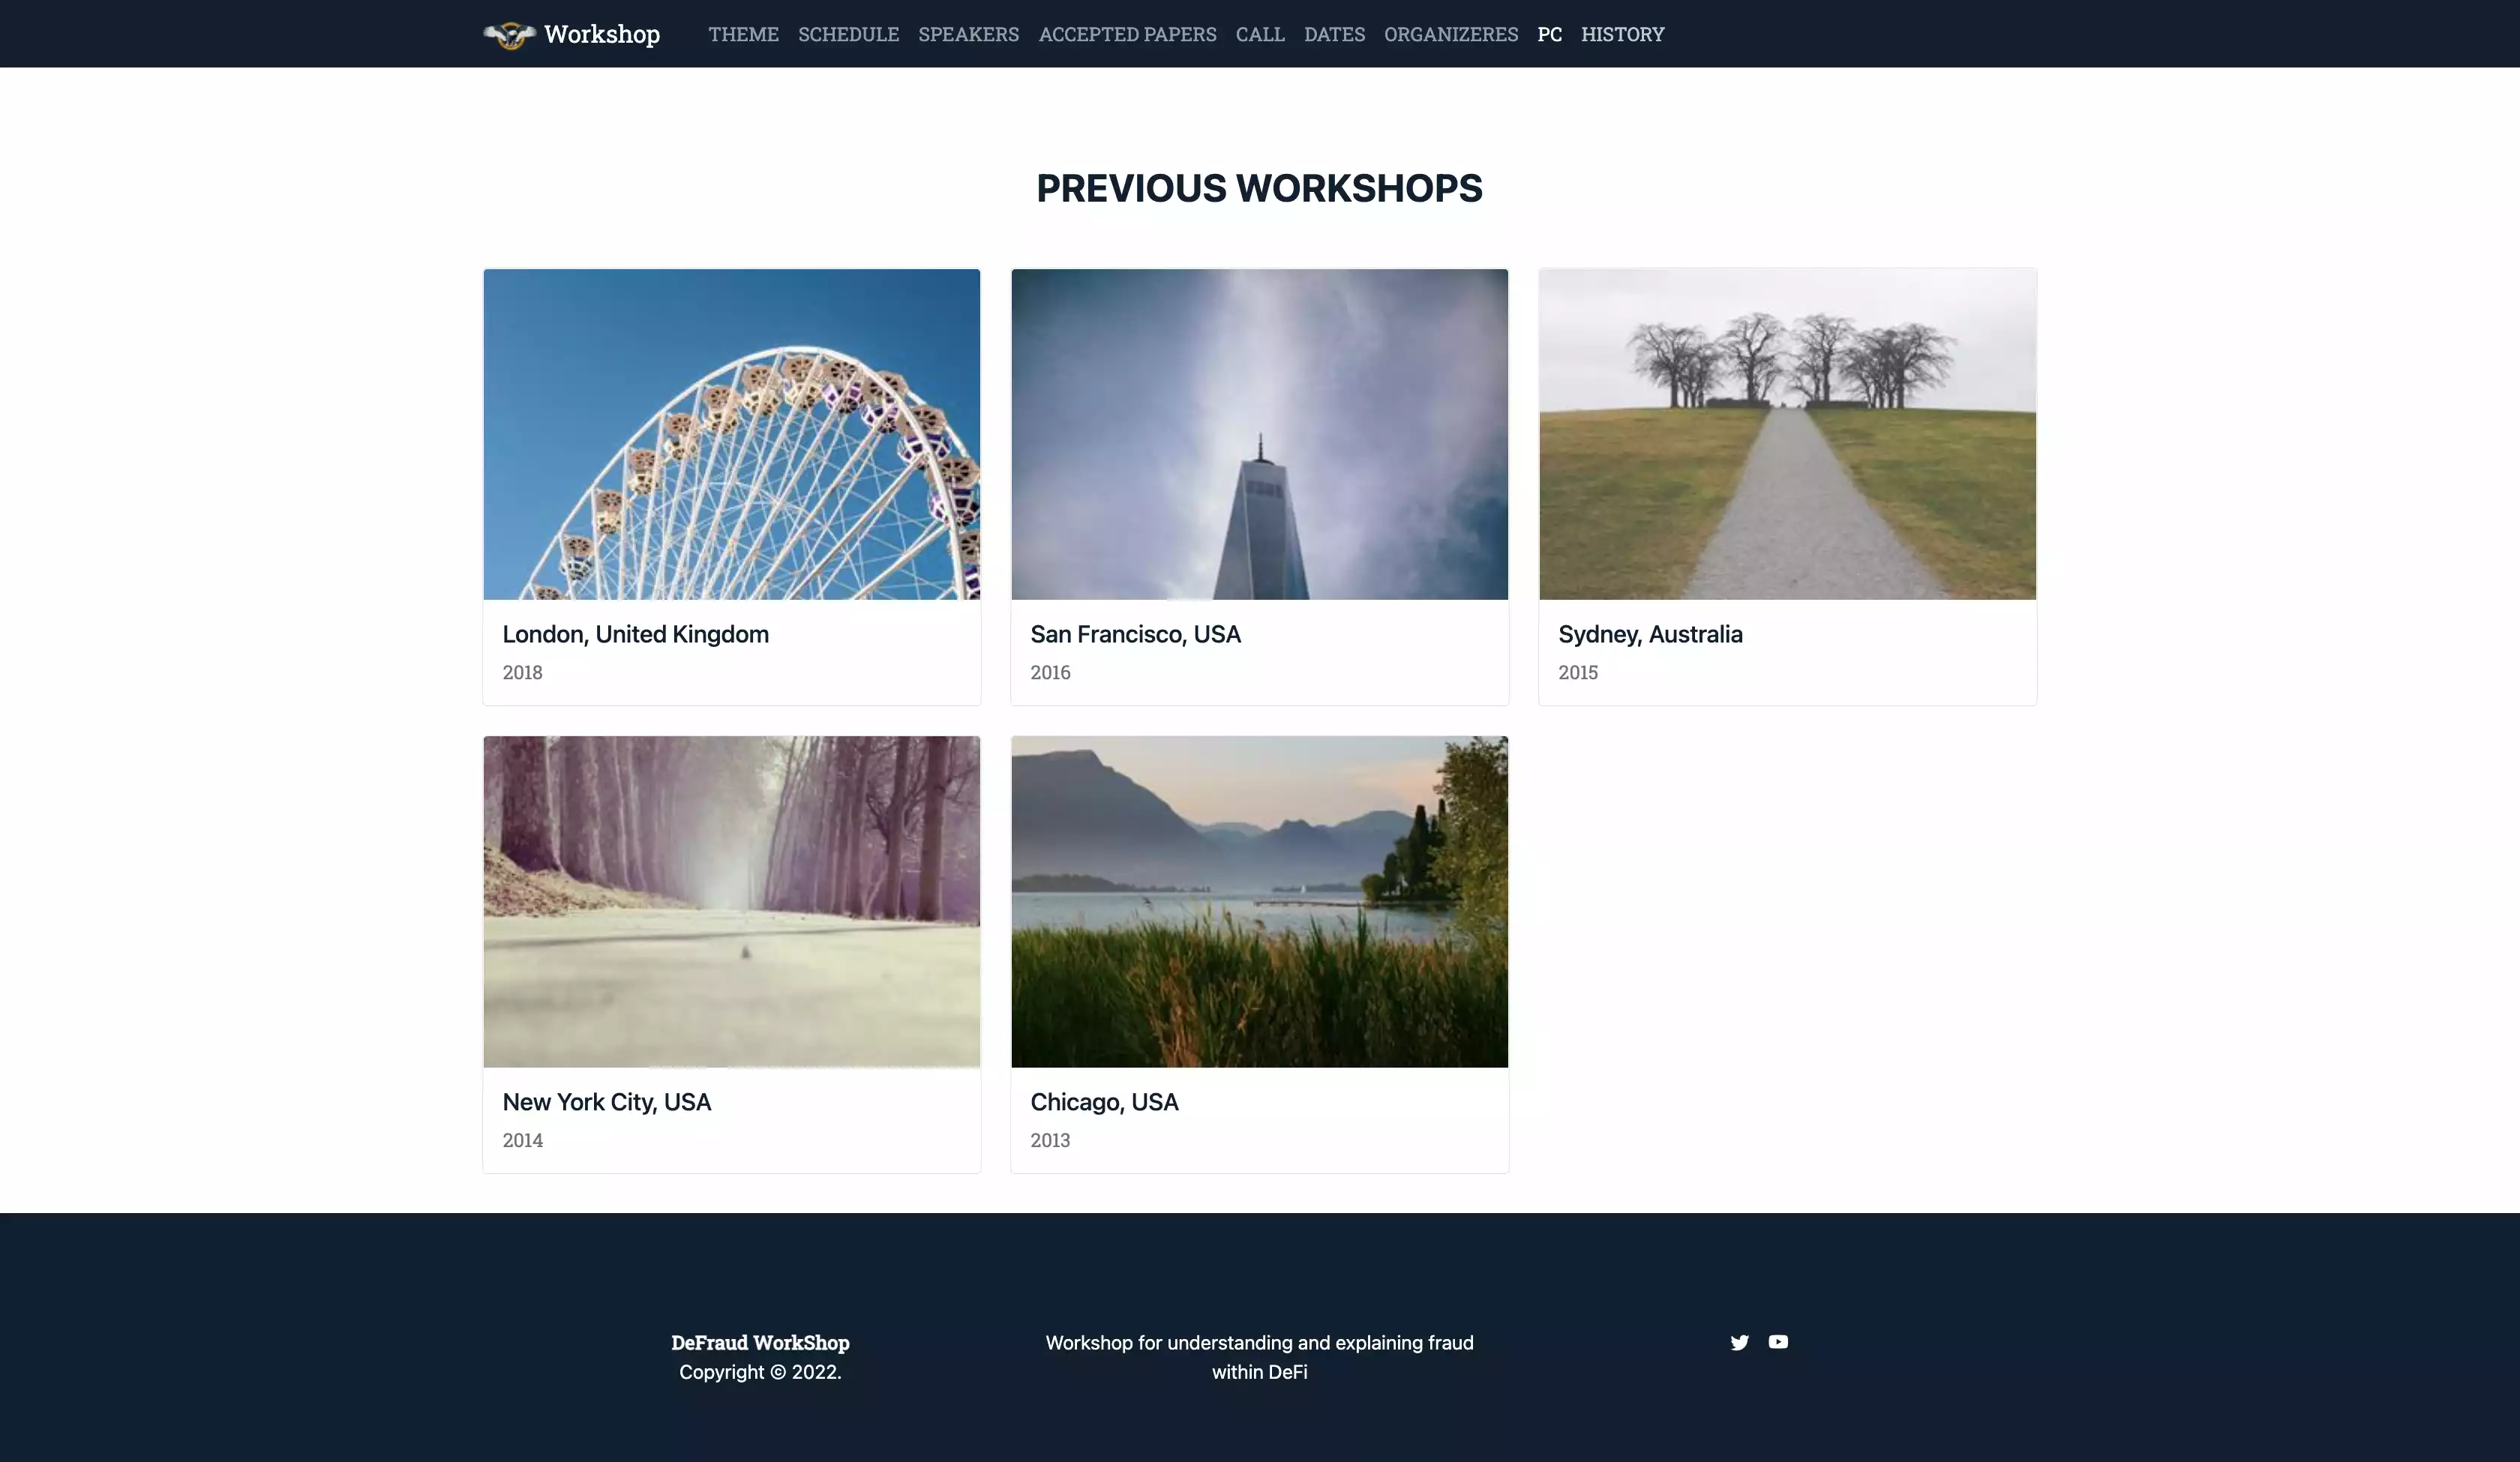 Workshop THEME SCHEDULE SPEAKERS ACCEPTED PAPERS CALL DATES ORGANIZERES PC HISTORY
PREVIOUS WORKSHOPS
London, United Kingdom
2018
San Francisco, USA
2016
Sydney, Australia
2015
New York City, USA
2014
Chicago, USA
2013
DeFraud WorkShop
Copyright © 2022.
Workshop for understanding and explaining fraud
within DeFi